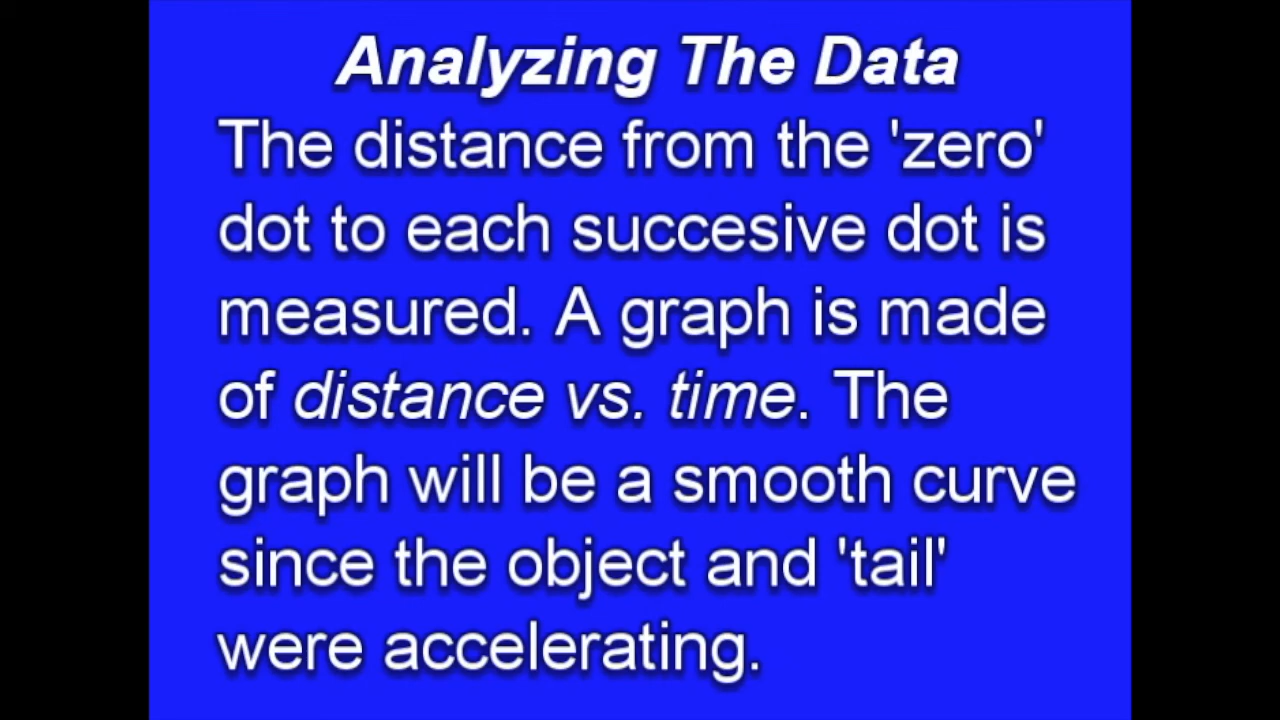 Analyzing The Data
The distance from the 'zero'
dot to each succesive dot is
measured. A graph is made
of distance vs. time. The
graph will be a smooth curve
since the object and 'tail'
were accelerating.